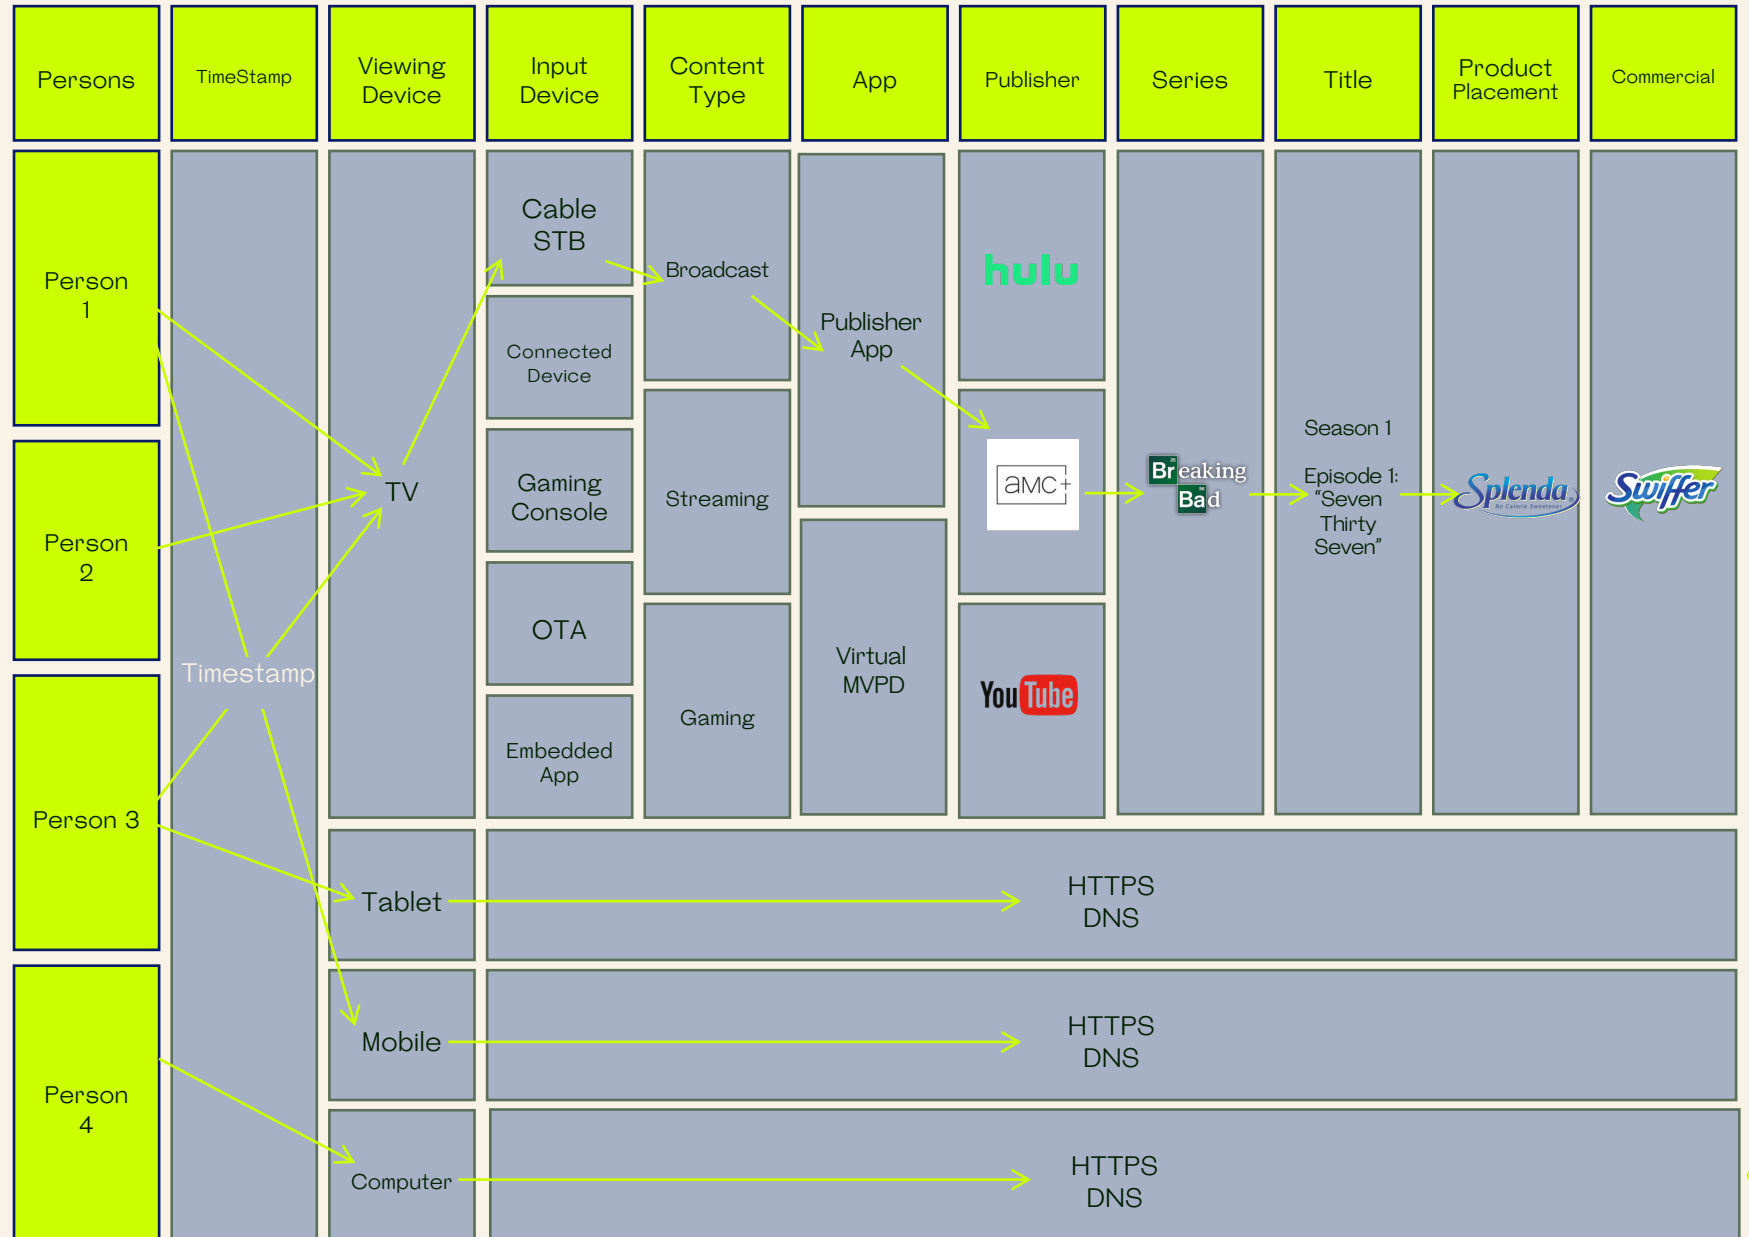 Persons
TimeStamp
Viewing
Device
Input
Device
Content
Type
App
Publisher
Series
Title
Product
Placement
Commercial
Person
1
Person
2
Person 3
Person
4
Timestamp
TV
Tablet
Mobile
Computer
Cable
STB
Connected
Device
Gaming
Console
OTA
Embedded
App
Broadcast
Streaming
Gaming
Publisher
App
Virtual
MVPD
hulu
aMC+
YouTube
Breaking
Bad
Season 1
Episode 1:
"Seven
Thirty
Seven"
Splenda
No Calorie Sweetener
Swiffer
HTTPS
DNS
HTTPS
DNS
HTTPS
DNS